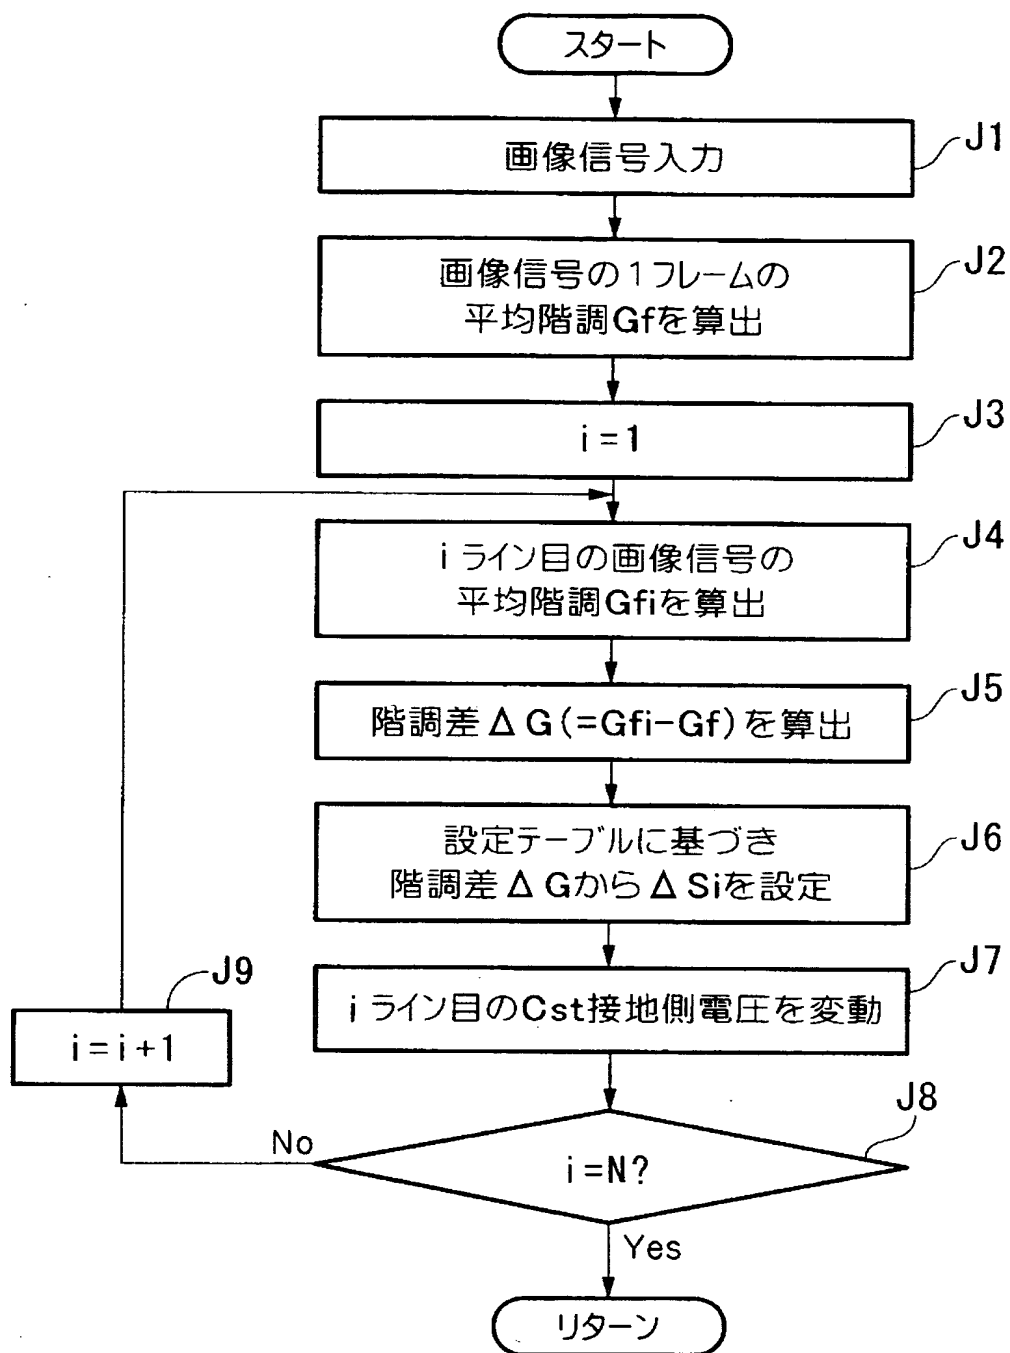 スタート
画像信号入力
J1
画像信号の1フレームの
平均階調Gfを算出
J2
i=1
J3
iライン目の画像信号の
平均階調Gfiを算出
J4
階調差ΔG(=Gfi-Gf)を算出
J5
設定テーブルに基づき
階調差ΔGからΔSiを設定
J6
iライン目のCst接地側電圧を変動
J7
J9
i=i+1
J8
No
i=N?
Yes
リターン